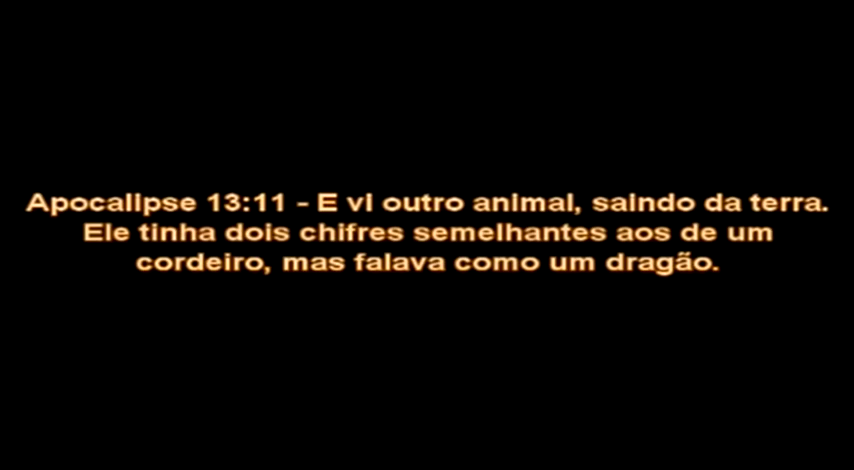 Apocalipse 13:11 - E vi outro animal, saindo da terra.
Ele tinha dois chifres semelhantes aos de um
cordeiro, mas falava como um dragão.